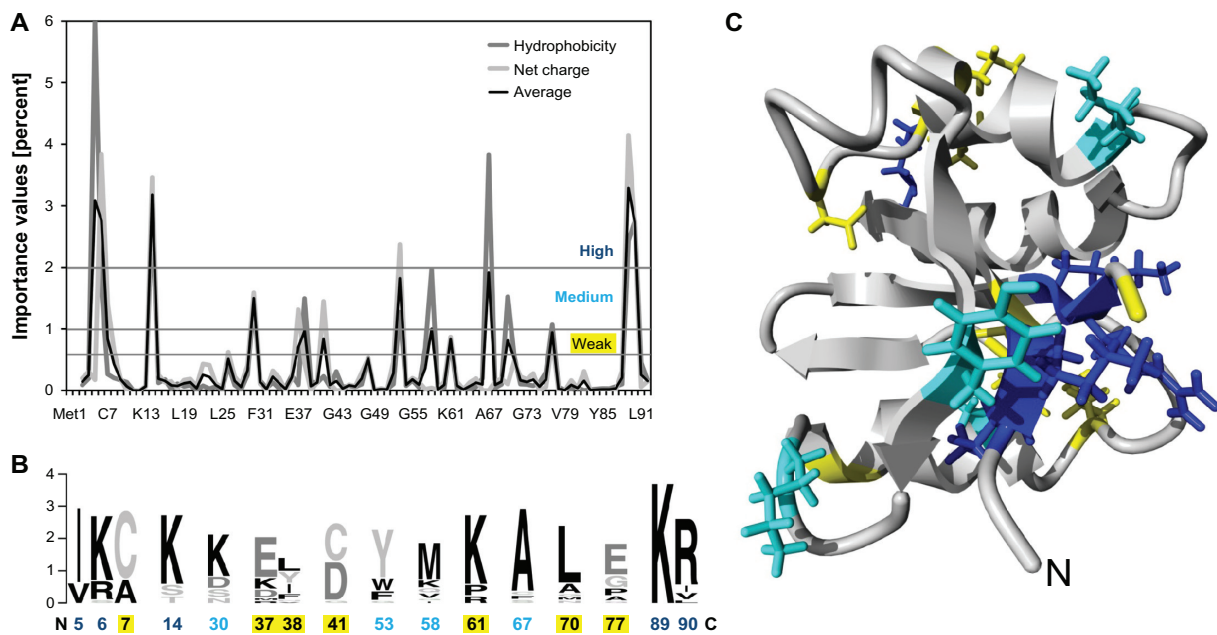 A
Importance values [percent]
6
5
4
3
2
1
0
Hydrophobicity
Net charge
Average
High
Medium
Weak
Met1 C7 K13 L19 L25 F31 E37 G43 G49 G55 K61 A67 G73 V79 Y85 L91
B
4
3
2
1
0
I K C K K E L C Y M K A L E K R
V R A
N 5 6 7 14 30 37 38 41 53 58 61 67 70 77 89 90 C
C
N